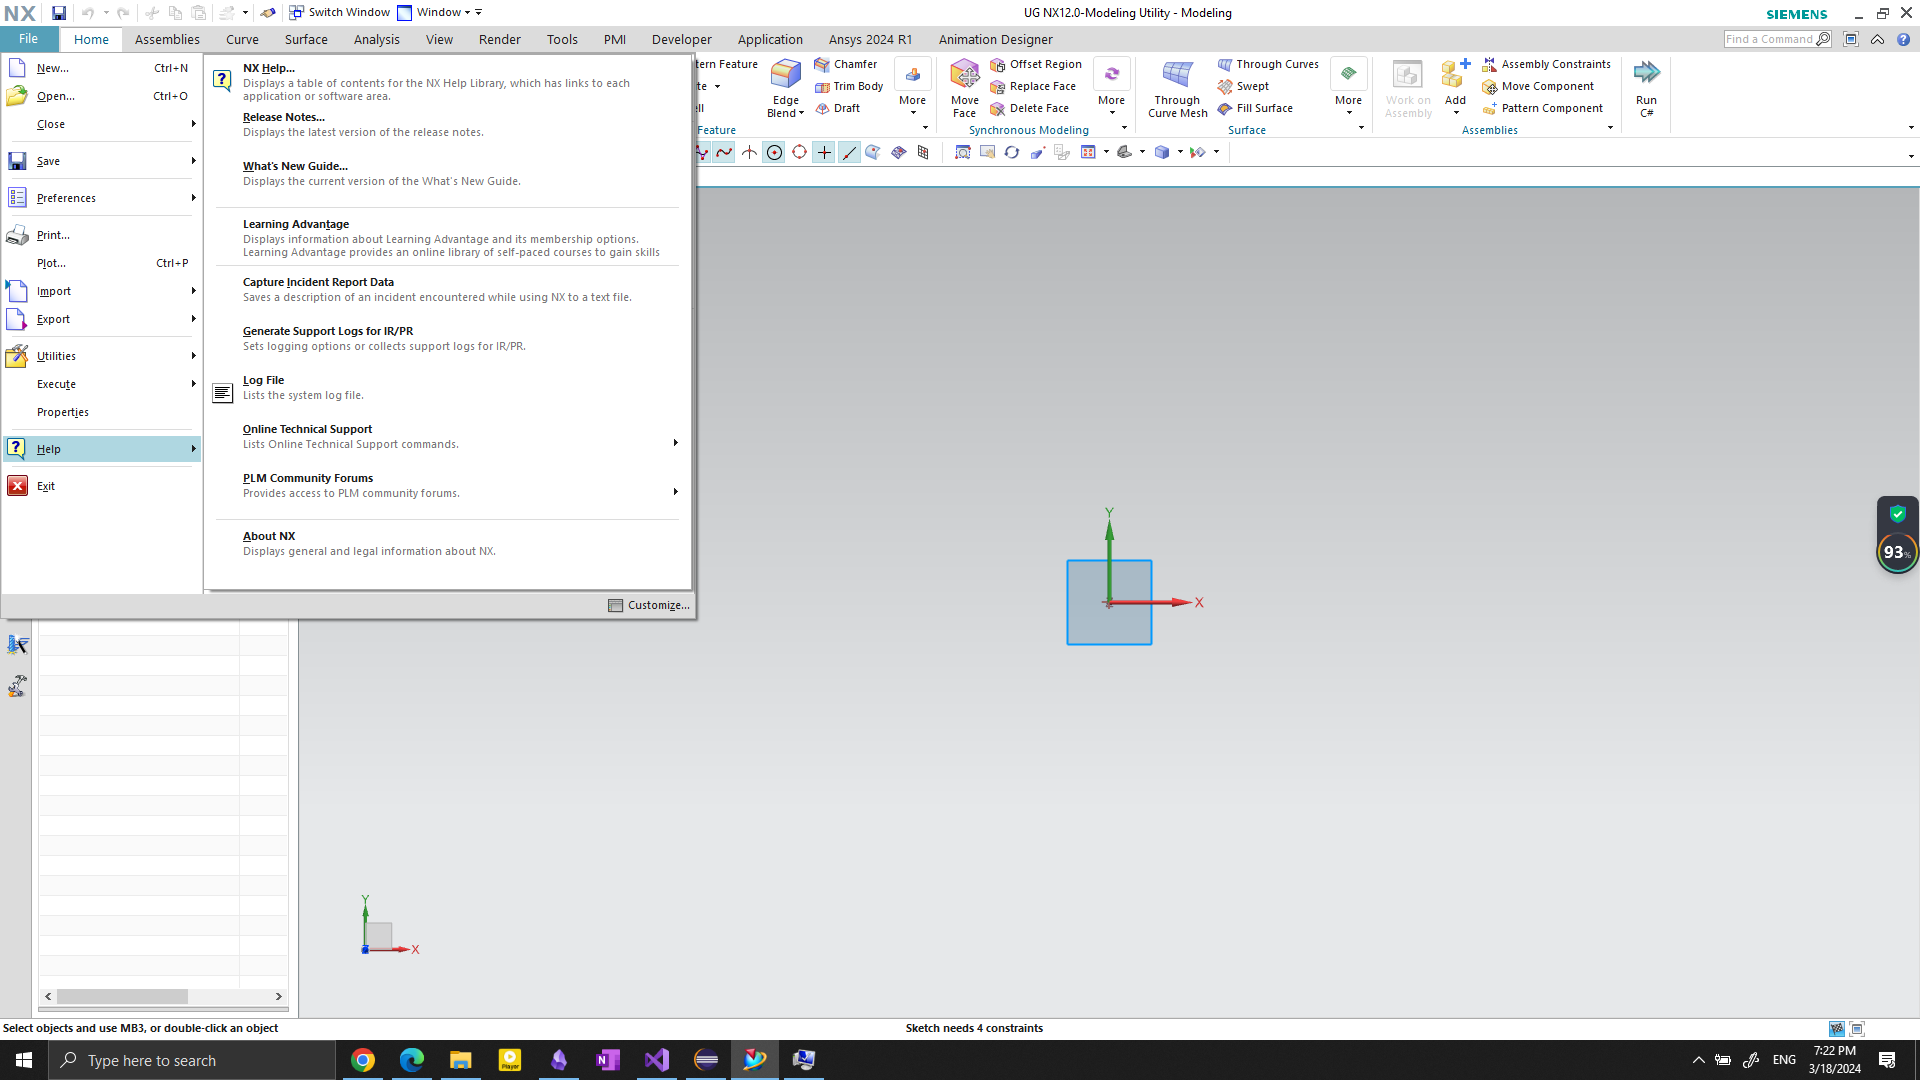 NX Switch Window Window UG NX12.0-Modeling Utility - Modeling SIEMENS
File Home Assemblies Curve Surface Analysis View Render Tools PMI Developer Application Ansys 2024 R1 Animation Designer Find a Command
New... Ctrl+N
Open... Ctrl+O
Close
Save
Preferences
Print...
Plot... Ctrl+P
Import
Export
Utilities
Execute
Properties
Help
Exit
NX Help...
Displays a table of contents for the NX Help Library, which has links to each
application or software area.
Release Notes...
Displays the latest version of the release notes.
What's New Guide...
Displays the current version of the What's New Guide.
Learning Advantage
Displays information about Learning Advantage and its membership options.
Learning Advantage provides an online library of self-paced courses to gain skills
Capture Incident Report Data
Saves a description of an incident encountered while using NX to a text file.
Generate Support Logs for IR/PR
Sets logging options or collects support logs for IR/PR.
Log File
Lists the system log file.
Online Technical Support
Lists Online Technical Support commands.
PLM Community Forums
Provides access to PLM community forums.
About NX
Displays general and legal information about NX.
Customize...
tern Feature
te
ell
Edge
Blend
Chamfer
Trim Body
Draft
More
Feature
Move
Face
Offset Region
Replace Face
Delete Face
More
Synchronous Modeling
Through
Curve Mesh
Through Curves
Swept
Fill Surface
More
Surface
Work on
Assembly
Add
Assembly Constraints
Move Component
Pattern Component
Assemblies
Run
C#
Y
X
93%
Y
X
Select objects and use MB3, or double-click an object Sketch needs 4 constraints
Type here to search
Player
N
ENG
7:22 PM
3/18/2024